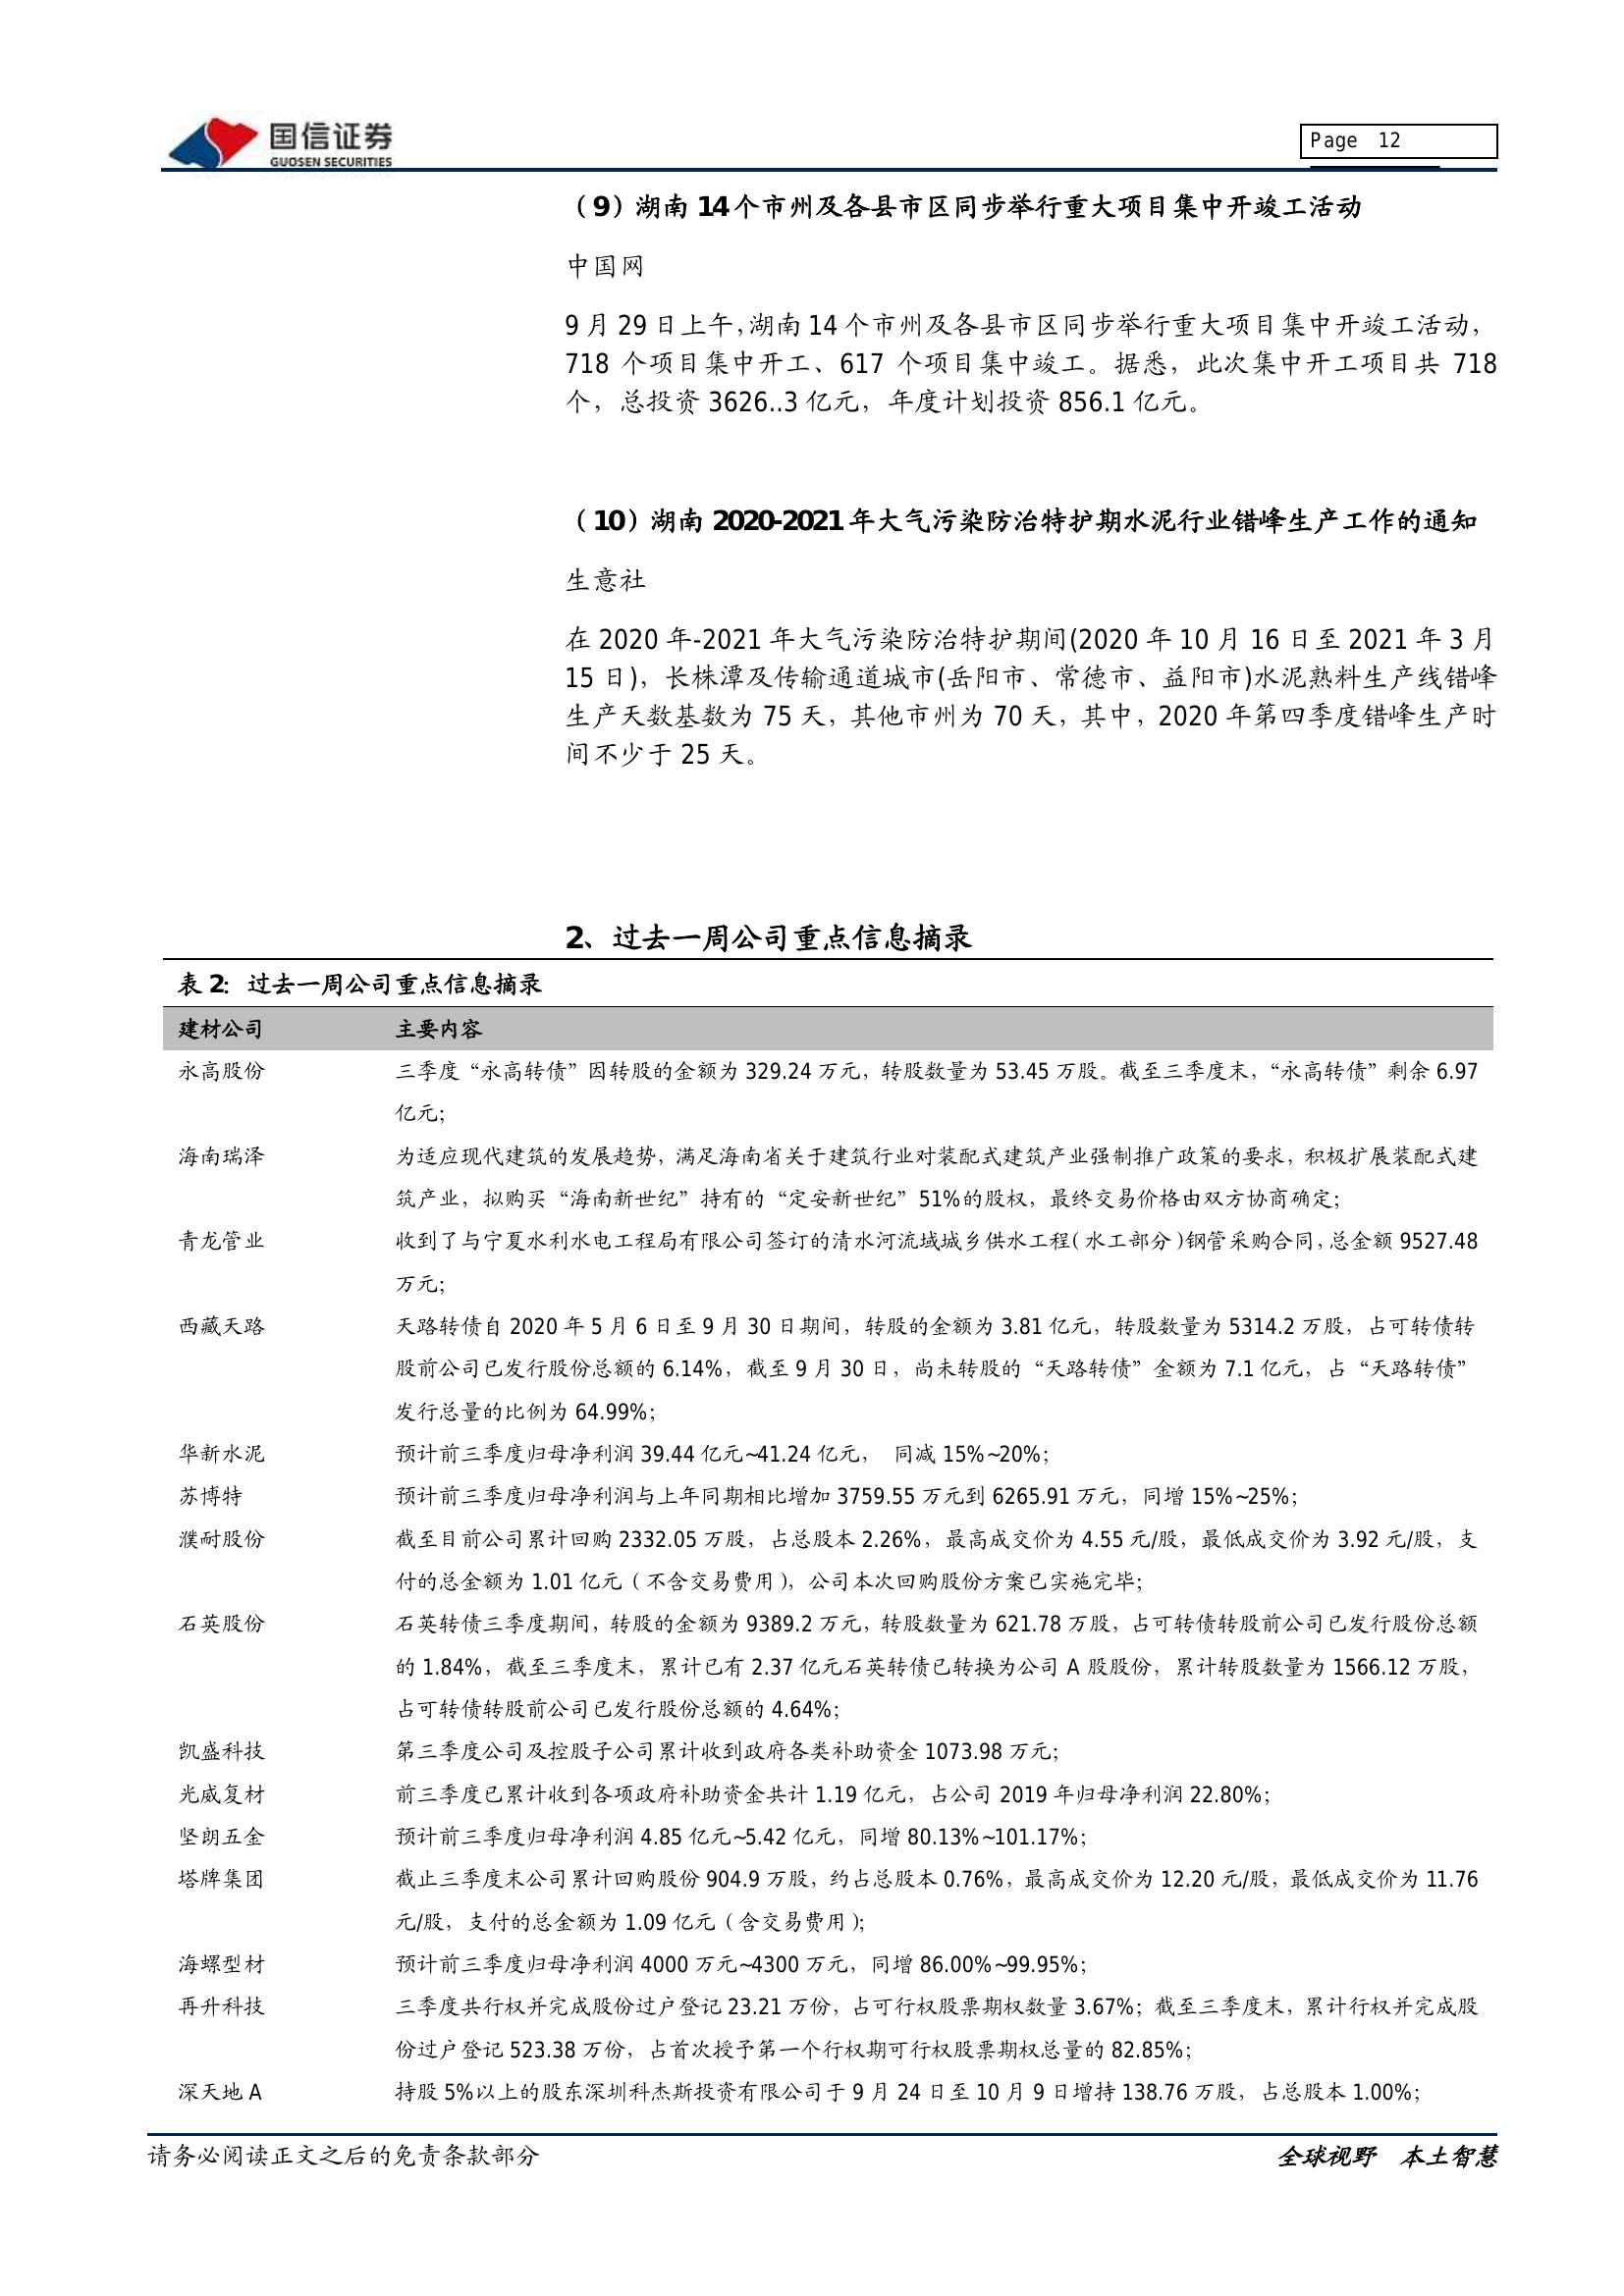 国信证券
GUOSEN SECURITIES
Page 12
（9）湖南 14 个市州及各县市区同步举行重大项目集中开竣工活动
中国网
9 月 29 日上午，湖南 14 个市州及各县市区同步举行重大项目集中开竣工活动，
718 个项目集中开工、617 个项目集中竣工。据悉，此次集中开工项目共 718
个，总投资 3626..3 亿元，年度计划投资 856.1 亿元。
（10）湖南 2020-2021 年大气污染防治特护期水泥行业错峰生产工作的通知
生意社
在 2020 年-2021 年大气污染防治特护期间(2020 年 10 月 16 日至 2021 年 3 月
15 日)，长株潭及传输通道城市(岳阳市、常德市、益阳市)水泥熟料生产线错峰
生产天数基数为 75 天，其他市州为 70 天，其中，2020 年第四季度错峰生产时
间不少于 25 天。
2、过去一周公司重点信息摘录
表 2：过去一周公司重点信息摘录
建材公司 主要内容
永高股份 三季度“永高转债”因转股的金额为 329.24 万元，转股数量为 53.45 万股。截至三季度末，“永高转债”剩余 6.97
亿元；
海南瑞泽 为适应现代建筑的发展趋势，满足海南省关于建筑行业对装配式建筑产业强制推广政策的要求，积极扩展装配式建
筑产业，拟购买“海南新世纪”持有的“定安新世纪”51%的股权，最终交易价格由双方协商确定；
青龙管业 收到了与宁夏水利水电工程局有限公司签订的清水河流域城乡供水工程（水工部分）钢管采购合同，总金额 9527.48
万元；
西藏天路 天路转债自 2020 年 5 月 6 日至 9 月 30 日期间，转股的金额为 3.81 亿元，转股数量为 5314.2 万股，占可转债转
股前公司已发行股份总额的 6.14%，截至 9 月 30 日，尚未转股的“天路转债”金额为 7.1 亿元，占“天路转债”
发行总量的比例为 64.99%；
华新水泥 预计前三季度归母净利润 39.44 亿元~41.24 亿元， 同减 15%~20%；
苏博特 预计前三季度归母净利润与上年同期相比增加 3759.55 万元到 6265.91 万元，同增 15%~25%；
濮耐股份 截至目前公司累计回购 2332.05 万股，占总股本 2.26%，最高成交价为 4.55 元/股，最低成交价为 3.92 元/股，支
付的总金额为 1.01 亿元（不含交易费用），公司本次回购股份方案已实施完毕；
石英股份 石英转债三季度期间，转股的金额为 9389.2 万元，转股数量为 621.78 万股，占可转债转股前公司已发行股份总额
的 1.84%，截至三季度末，累计已有 2.37 亿元石英转债已转换为公司 A 股股份，累计转股数量为 1566.12 万股，
占可转债转股前公司已发行股份总额的 4.64%；
凯盛科技 第三季度公司及控股子公司累计收到政府各类补助资金 1073.98 万元；
光威复材 前三季度已累计收到各项政府补助资金共计 1.19 亿元，占公司 2019 年归母净利润 22.80%；
坚朗五金 预计前三季度归母净利润 4.85 亿元~5.42 亿元，同增 80.13%~101.17%；
塔牌集团 截止三季度末公司累计回购股份 904.9 万股，约占总股本 0.76%，最高成交价为 12.20 元/股，最低成交价为 11.76
元/股，支付的总金额为 1.09 亿元（含交易费用）；
海螺型材 预计前三季度归母净利润 4000 万元~4300 万元，同增 86.00%~99.95%；
再升科技 三季度共行权并完成股份过户登记 23.21 万份，占可行权股票期权数量 3.67%；截至三季度末，累计行权并完成股
份过户登记 523.38 万份，占首次授予第一个行权期可行权股票期权总量的 82.85%；
深天地 A 持股 5%以上的股东深圳科杰斯投资有限公司于 9 月 24 日至 10 月 9 日增持 138.76 万股，占总股本 1.00%；
请务必阅读正文之后的免责条款部分 全球视野 本土智慧